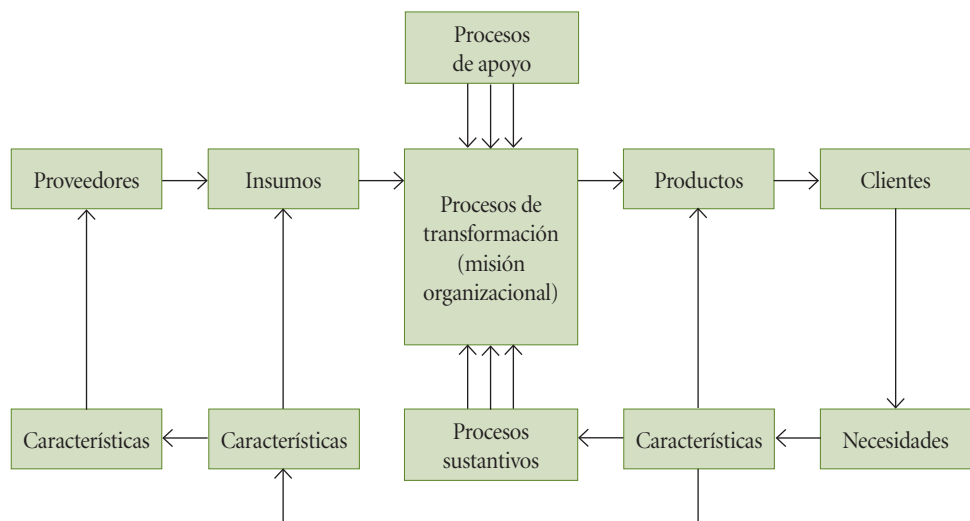 Procesos
de apoyo
Proveedores
Insumos
Procesos de
transformación
(misión
organizacional)
Productos
Clientes
Características
Características
Procesos
sustantivos
Características
Necesidades